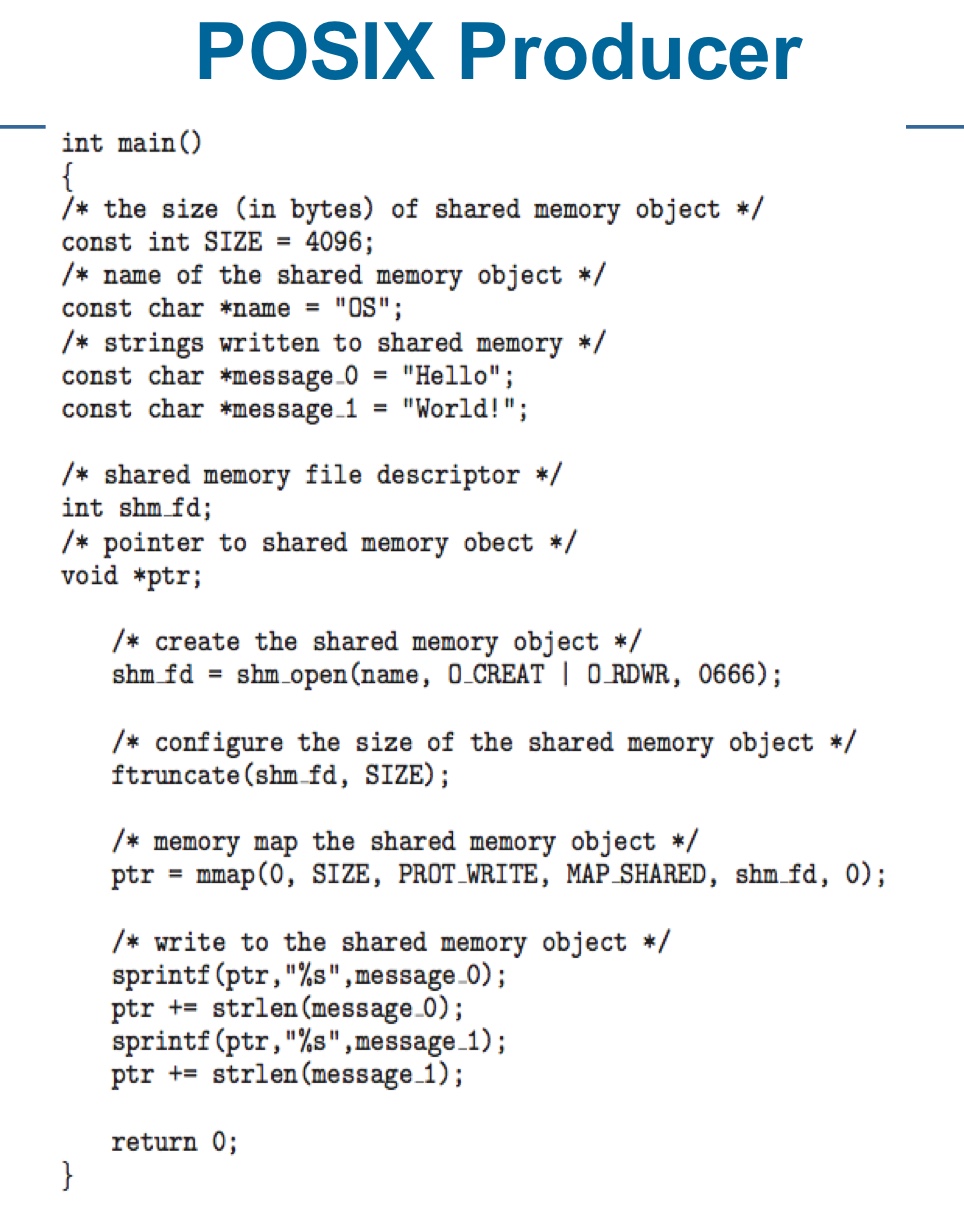 POSIX Producer
int main()
{
/* the size (in bytes) of shared memory object */
const int SIZE = 4096;
/* name of the shared memory object */
const char *name = "OS";
/* strings written to shared memory */
const char *message_0 = "Hello";
const char *message_1 = "World!";
/* shared memory file descriptor */
int shm_fd;
/* pointer to shared memory obect */
void *ptr;
/* create the shared memory object */
shm_fd = shm_open(name, O_CREAT | O_RDWR, 0666);
/* configure the size of the shared memory object */
ftruncate(shm_fd, SIZE);
/* memory map the shared memory object */
ptr = mmap(0, SIZE, PROT_WRITE, MAP_SHARED, shm_fd, 0);
/* write to the shared memory object */
sprintf(ptr,"%s",message_0);
ptr += strlen(message_0);
sprintf(ptr,"%s",message_1);
ptr += strlen(message_1);
return 0;
}